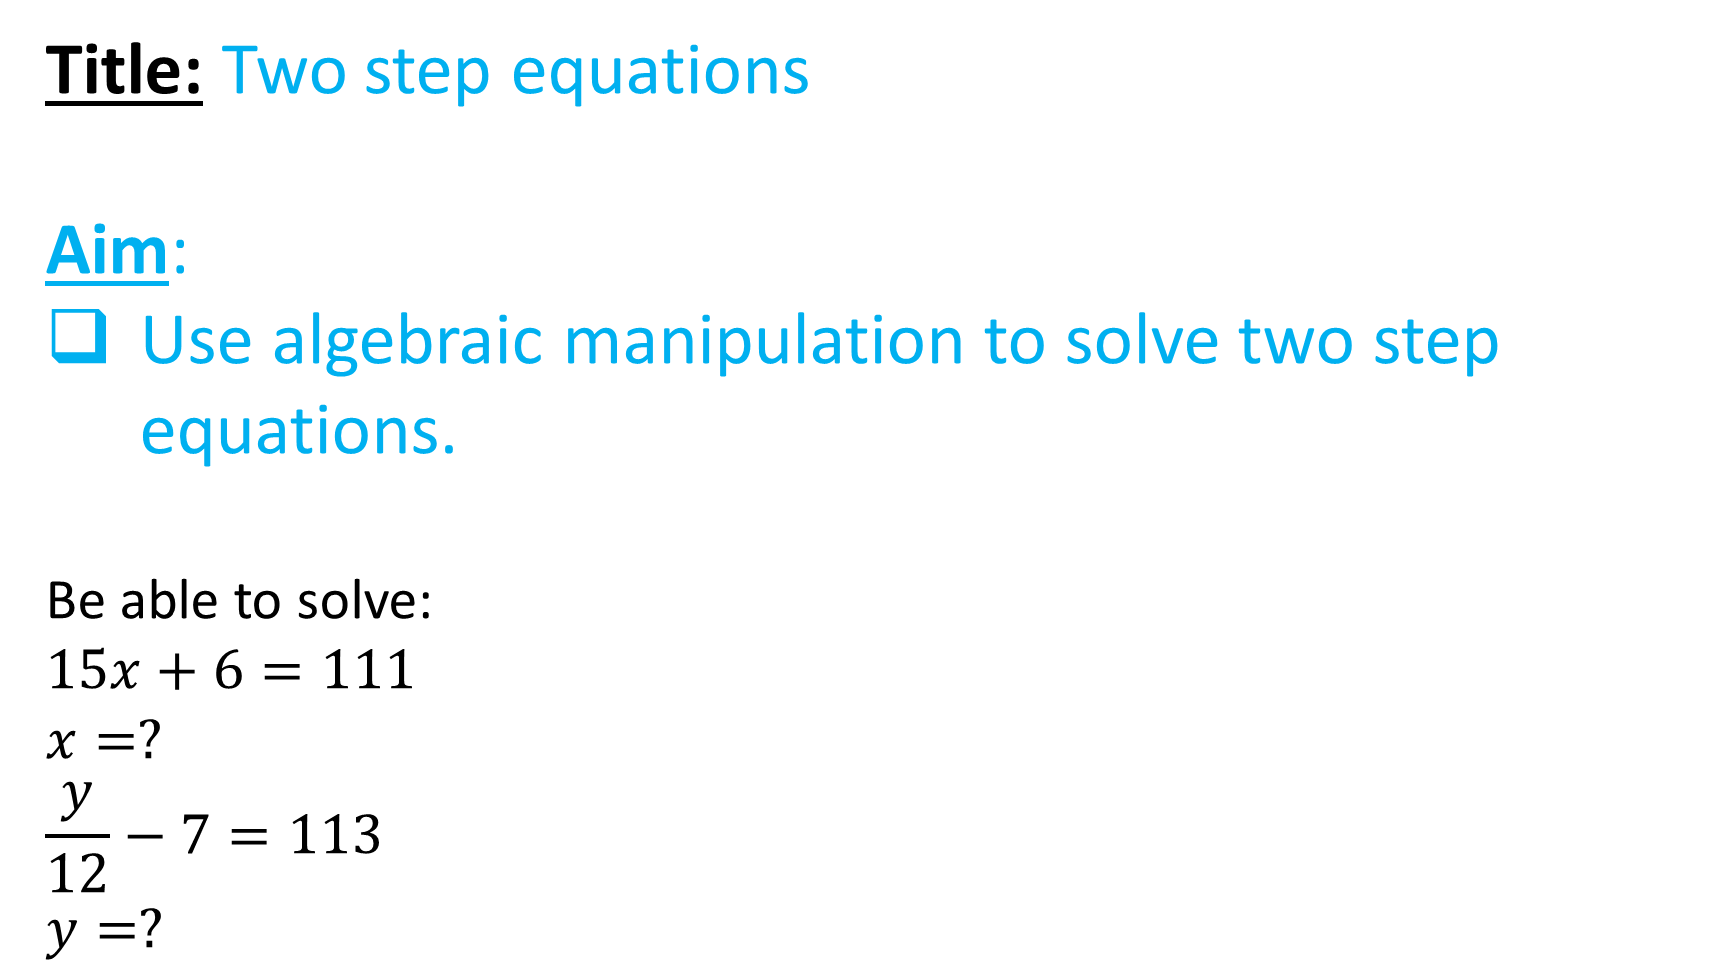 Title: Two step equations
Aim:
❑ Use algebraic manipulation to solve two step
equations.
Be able to solve:
15x + 6 = 111
x =?
y/12 − 7 = 113
y =?